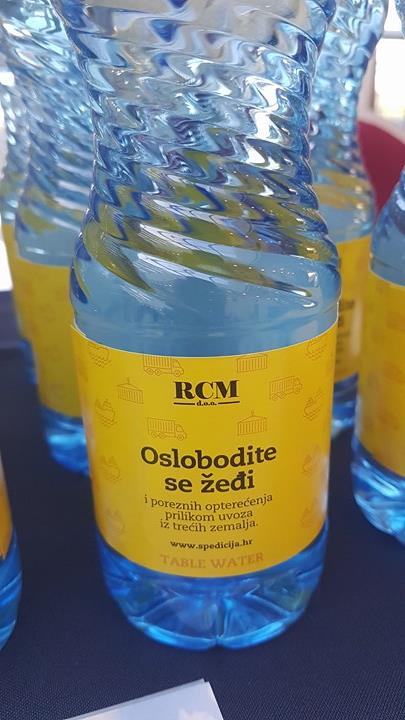 RCM
d.o.o.
Oslobodite
se žeđi
i poreznih opterećenja
prilikom uvoza
iz trećih zemalja.
www.spedicija.hr
TABLE WATER